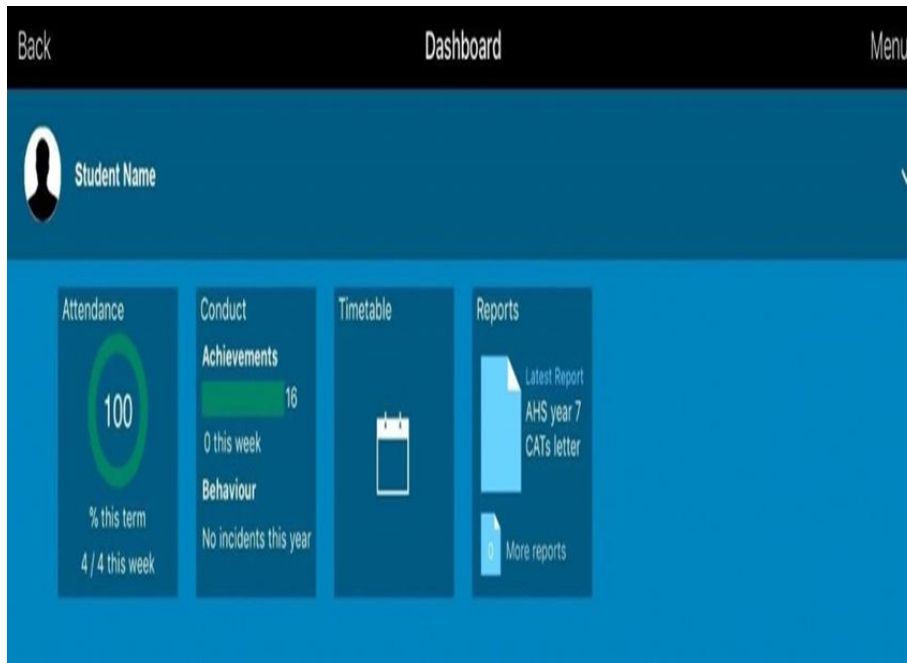 Back
Dashboard
Menu
Student Name
Attendance
100
% this term
4 / 4 this week
Conduct
Achievements
16
0 this week
Behaviour
No incidents this year
Timetable
Reports
Latest Report
AHS year 7
CATs letter
0
More reports